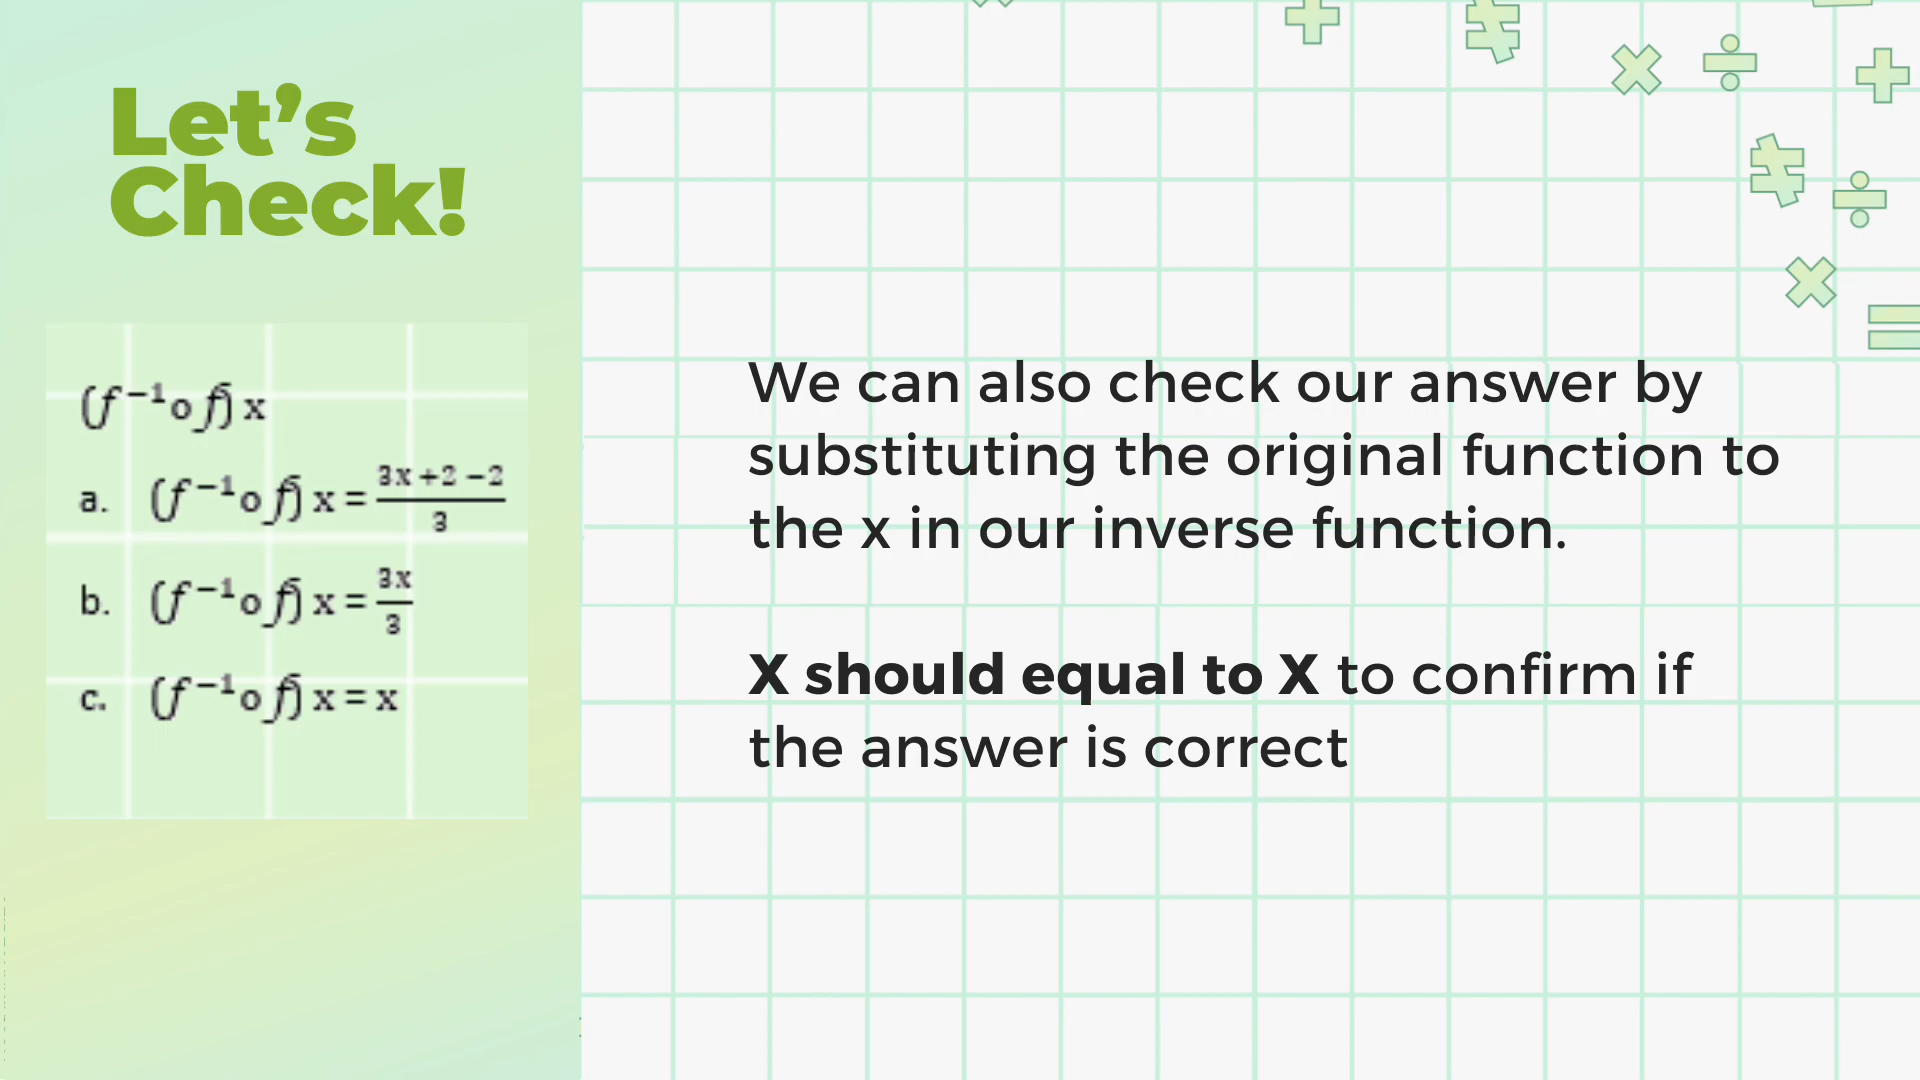 Let’s
Check!
(f⁻¹o f) x
a. (f⁻¹o f) x = (3x +2 −2)/3
b. (f⁻¹o f) x = 3x/3
c. (f⁻¹o f) x = x
We can also check our answer by
substituting the original function to
the x in our inverse function.
X should equal to X to confirm if
the answer is correct